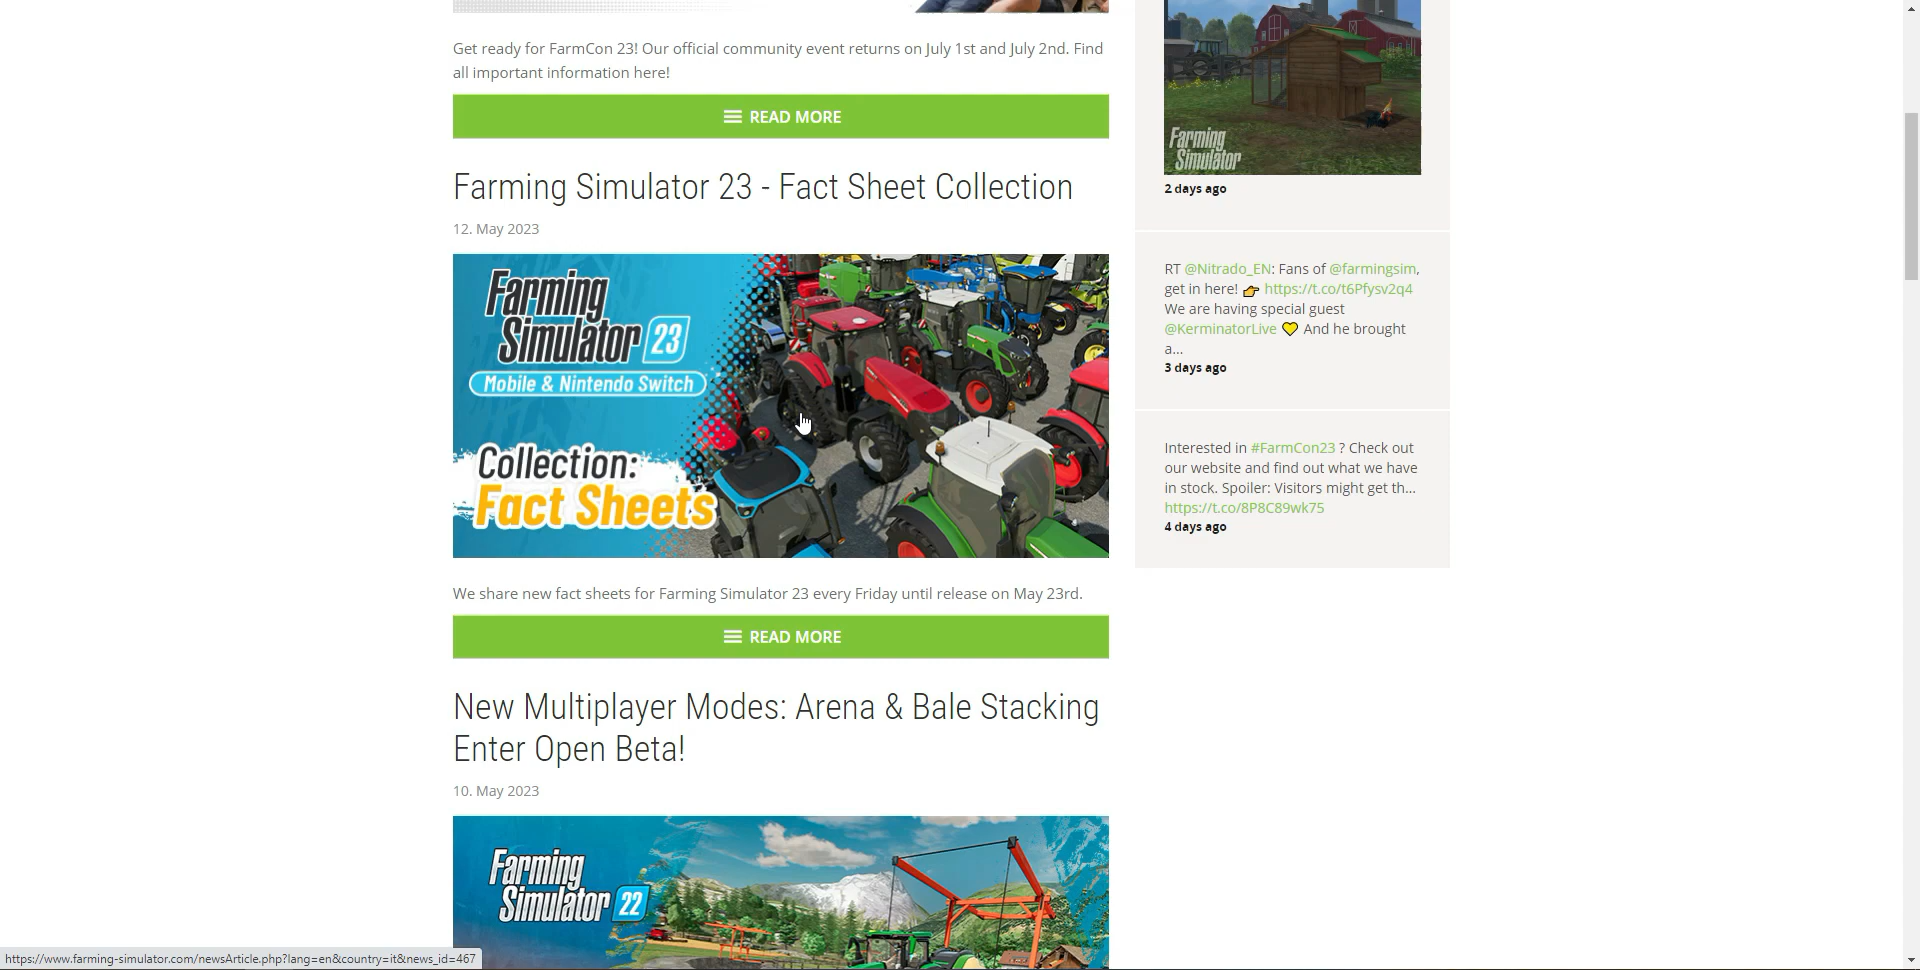 Get ready for FarmCon 23! Our official community event returns on July 1st and July 2nd. Find
all important information here!
READ MORE
Farming Simulator 23 - Fact Sheet Collection
12. May 2023
Farming
Simulator 23
Mobile & Nintendo Switch
Collection:
Fact Sheets
We share new fact sheets for Farming Simulator 23 every Friday until release on May 23rd.
READ MORE
New Multiplayer Modes: Arena & Bale Stacking
Enter Open Beta!
10. May 2023
Farming
Simulator 22
Farming
Simulator
2 days ago
RT @Nitrado_EN: Fans of @farmingsim,
get in here! 👉 https://t.co/t6Pfysv2q4
We are having special guest
@KerminatorLive 💛 And he brought
a…
3 days ago
Interested in #FarmCon23 ? Check out
our website and find out what we have
in stock. Spoiler: Visitors might get th…
https://t.co/8P8C89wk75
4 days ago
https://www.farming-simulator.com/newsArticle.php?lang=en&country=it&news_id=467